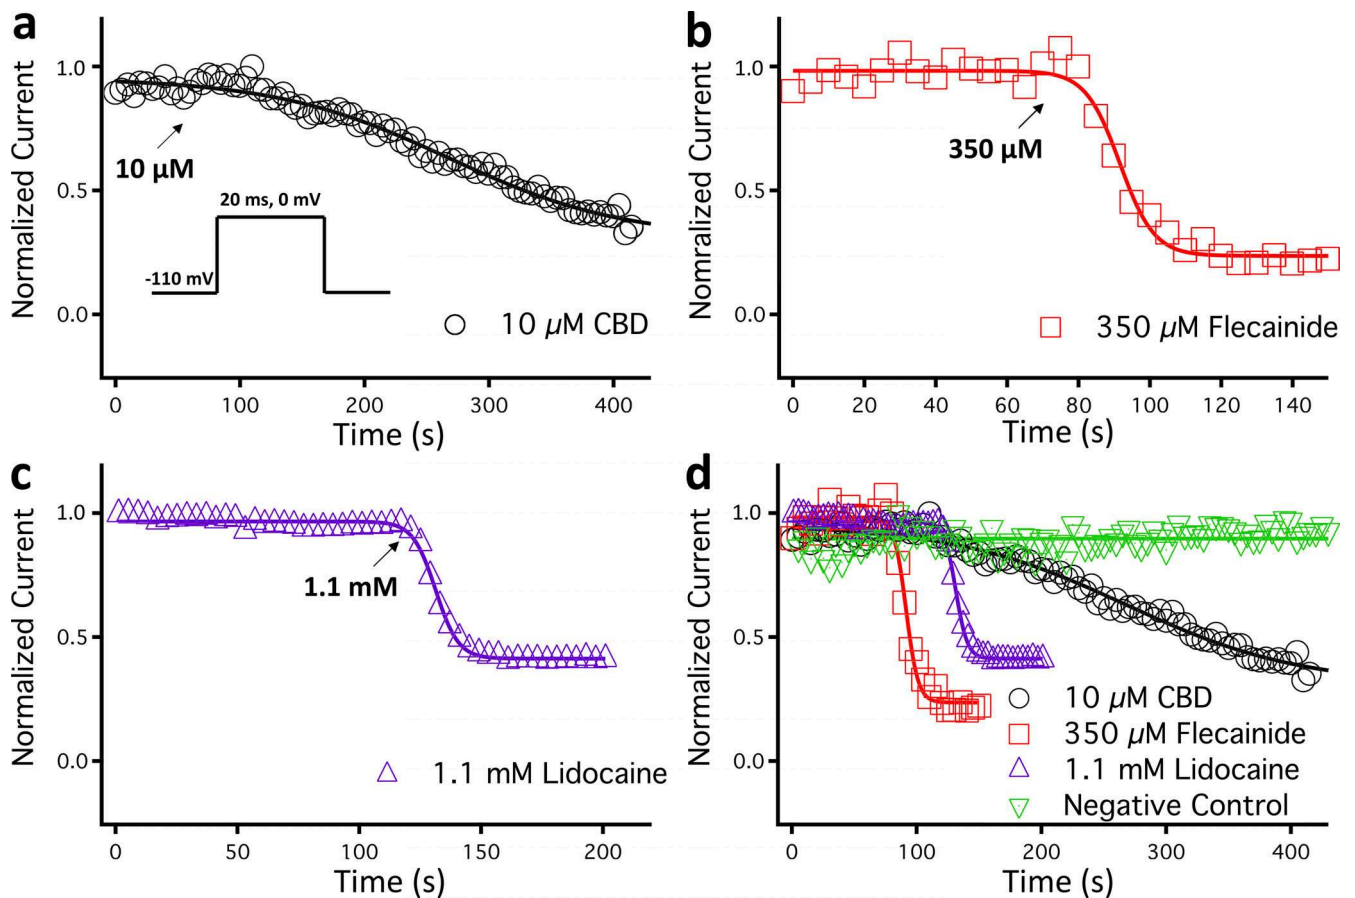 a
Normalized Current
1.0
0.5
0.0
10 µM
20 ms, 0 mV
-110 mV
10 µM CBD
0 100 200 300 400
Time (s)
b
Nomralized Current
1.0
0.5
0.0
350 µM
350 µM Flecainide
0 20 40 60 80 100 120 140
Time (s)
c
Normalized Current
1.0
0.5
0.0
1.1 mM
1.1 mM Lidocaine
0 50 100 150 200
Time (s)
d
Normalized Current
1.0
0.5
0.0
10 µM CBD
350 µM Flecainide
1.1 mM Lidocaine
Negative Control
0 100 200 300 400
Time (s)